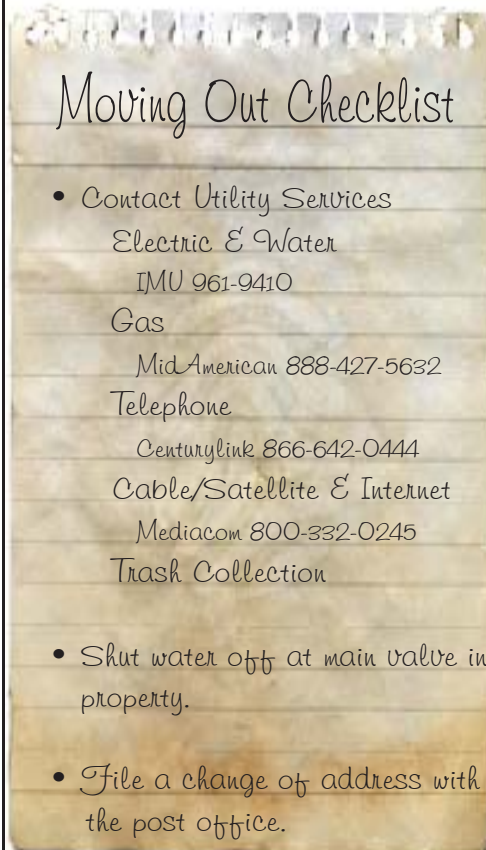 Moving Out Checklist
• Contact Utility Services
Electric & Water
IMU 961-9410
Gas
MidAmerican 888-427-5632
Telephone
Centurylink 866-642-0444
Cable/Satellite & Internet
Mediacom 800-332-0245
Trash Collection
• Shut water off at main valve in
property.
• File a change of address with
the post office.